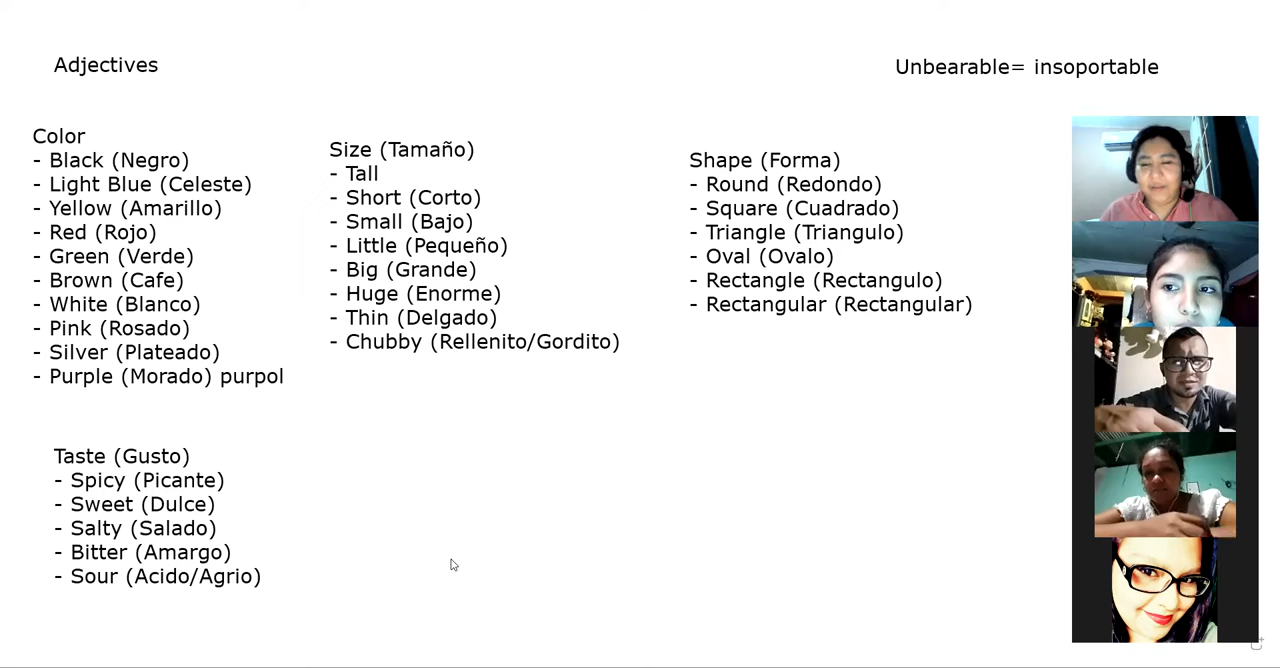 Adjectives
Unbearable= insoportable
Color
- Black (Negro)
- Light Blue (Celeste)
- Yellow (Amarillo)
- Red (Rojo)
- Green (Verde)
- Brown (Cafe)
- White (Blanco)
- Pink (Rosado)
- Silver (Plateado)
- Purple (Morado) purpol
Size (Tamaño)
- Tall
- Short (Corto)
- Small (Bajo)
- Little (Pequeño)
- Big (Grande)
- Huge (Enorme)
- Thin (Delgado)
- Chubby (Rellenito/Gordito)
Shape (Forma)
- Round (Redondo)
- Square (Cuadrado)
- Triangle (Triangulo)
- Oval (Ovalo)
- Rectangle (Rectangulo)
- Rectangular (Rectangular)
Taste (Gusto)
- Spicy (Picante)
- Sweet (Dulce)
- Salty (Salado)
- Bitter (Amargo)
- Sour (Acido/Agrio)